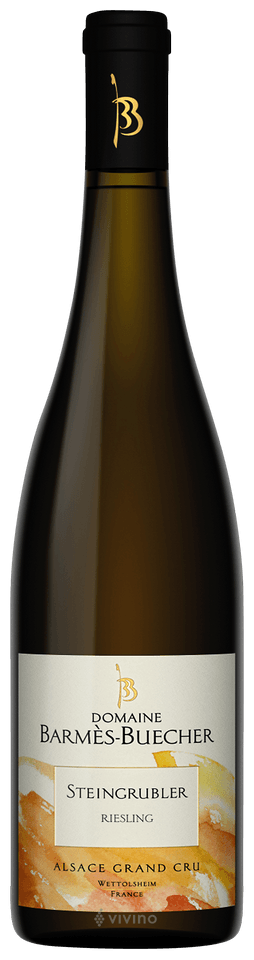 B
B
DOMAINE
BARMÈS-BUECHER
STEINGRUBLER
RIESLING
ALSACE GRAND CRU
WETTOLSHEIM
FRANCE
vivino